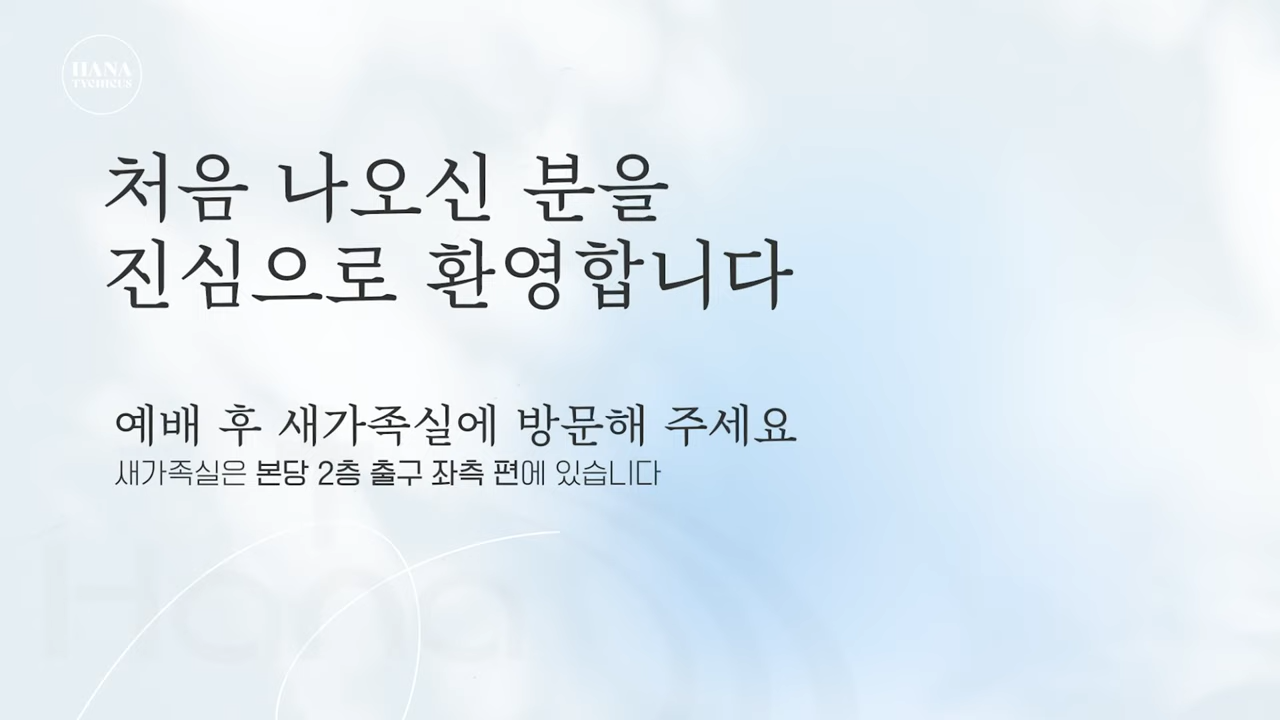 HANA
TYCHICUS
처음 나오신 분을
진심으로 환영합니다
예배 후 새가족실에 방문해 주세요
새가족실은 본당 2층 출구 좌측 편에 있습니다
Hana